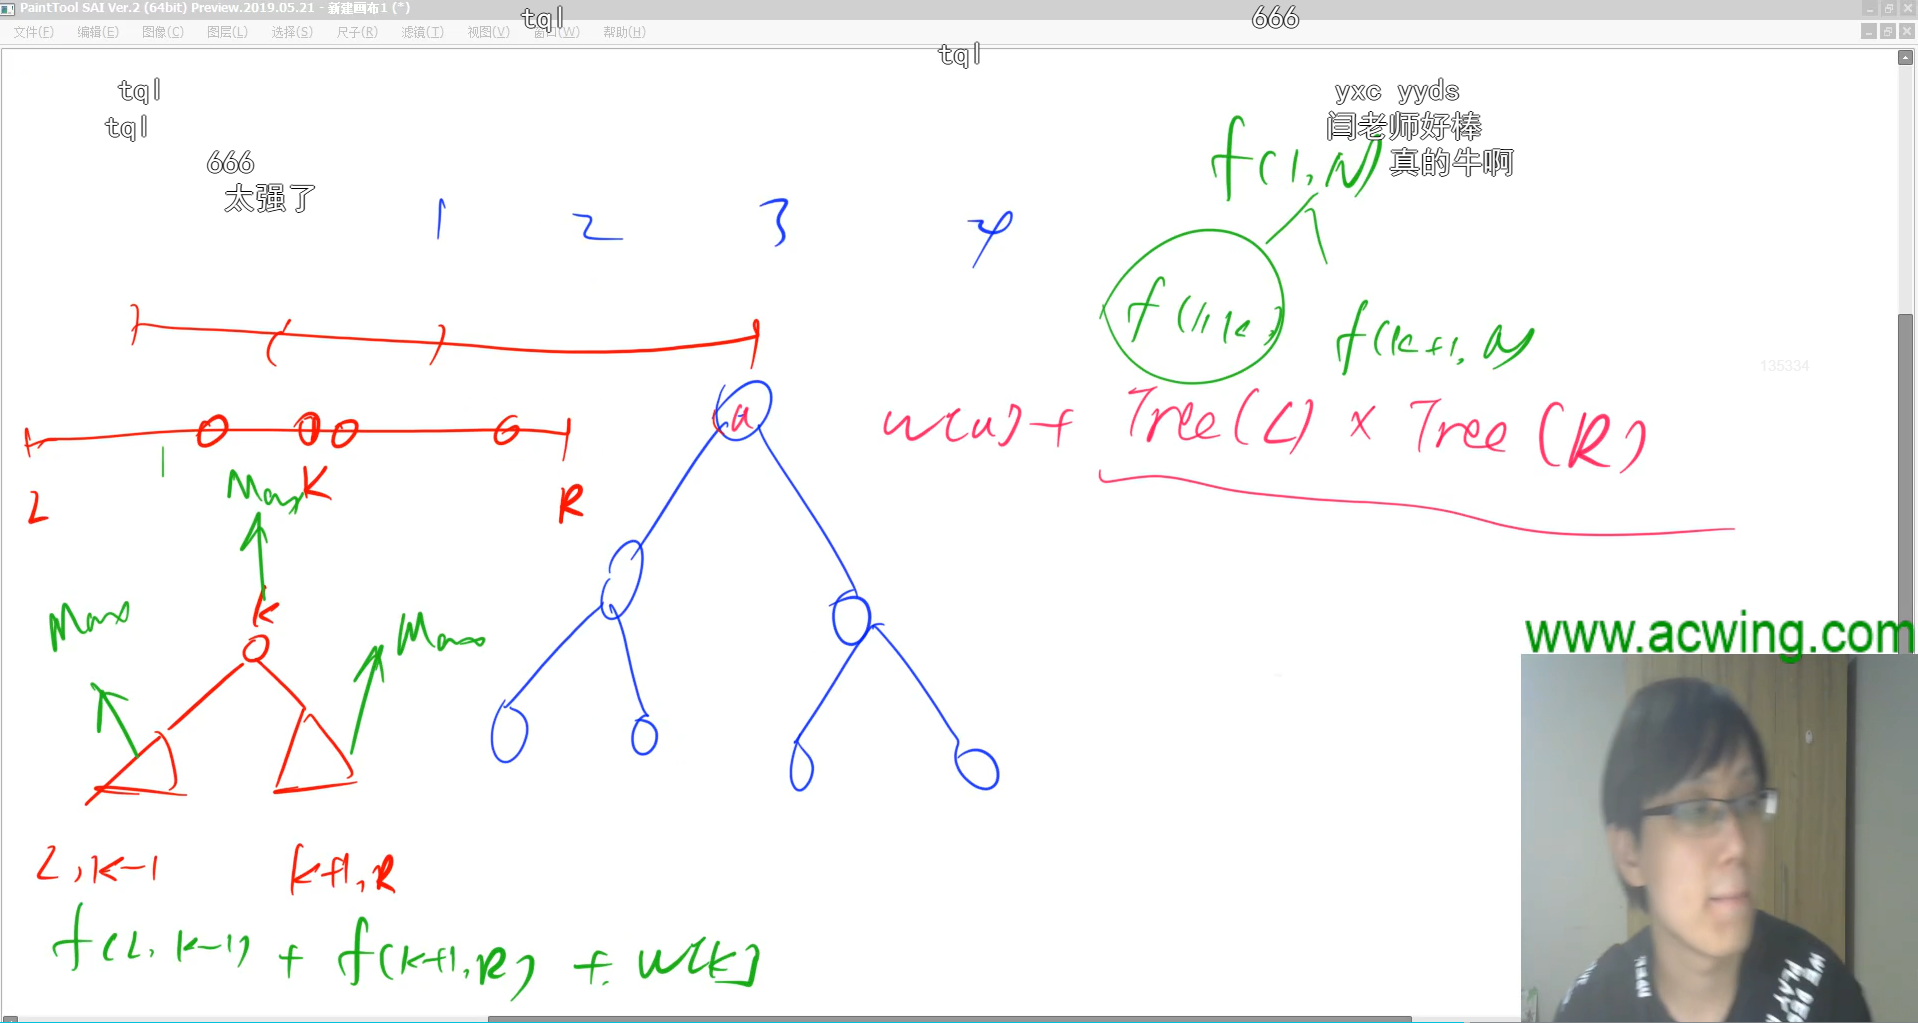 PaintTool SAI Ver.2 (64bit) Preview.2019.05.21 - 新建画布1 (*)
文件(F) 编辑(E) 图像(C) 图层(L) 选择(S) 尺子(R) 滤镜(T) 视图(V) 窗口(W) 帮助(H)
tql
666
tql
tql
tql
666
太强了
yxc yyds
闫老师好棒
真的牛啊
1 2 3 4
f(1,N)
f(1,k)
f(k+1,N)
135334
u
w(u)+ Tree(L) × Tree(R)
L
Max
K
R
k
Max
Max
www.acwing.com
L,k-1
k+1,R
f(L,k-1) + f(k+1,R) + w[k]